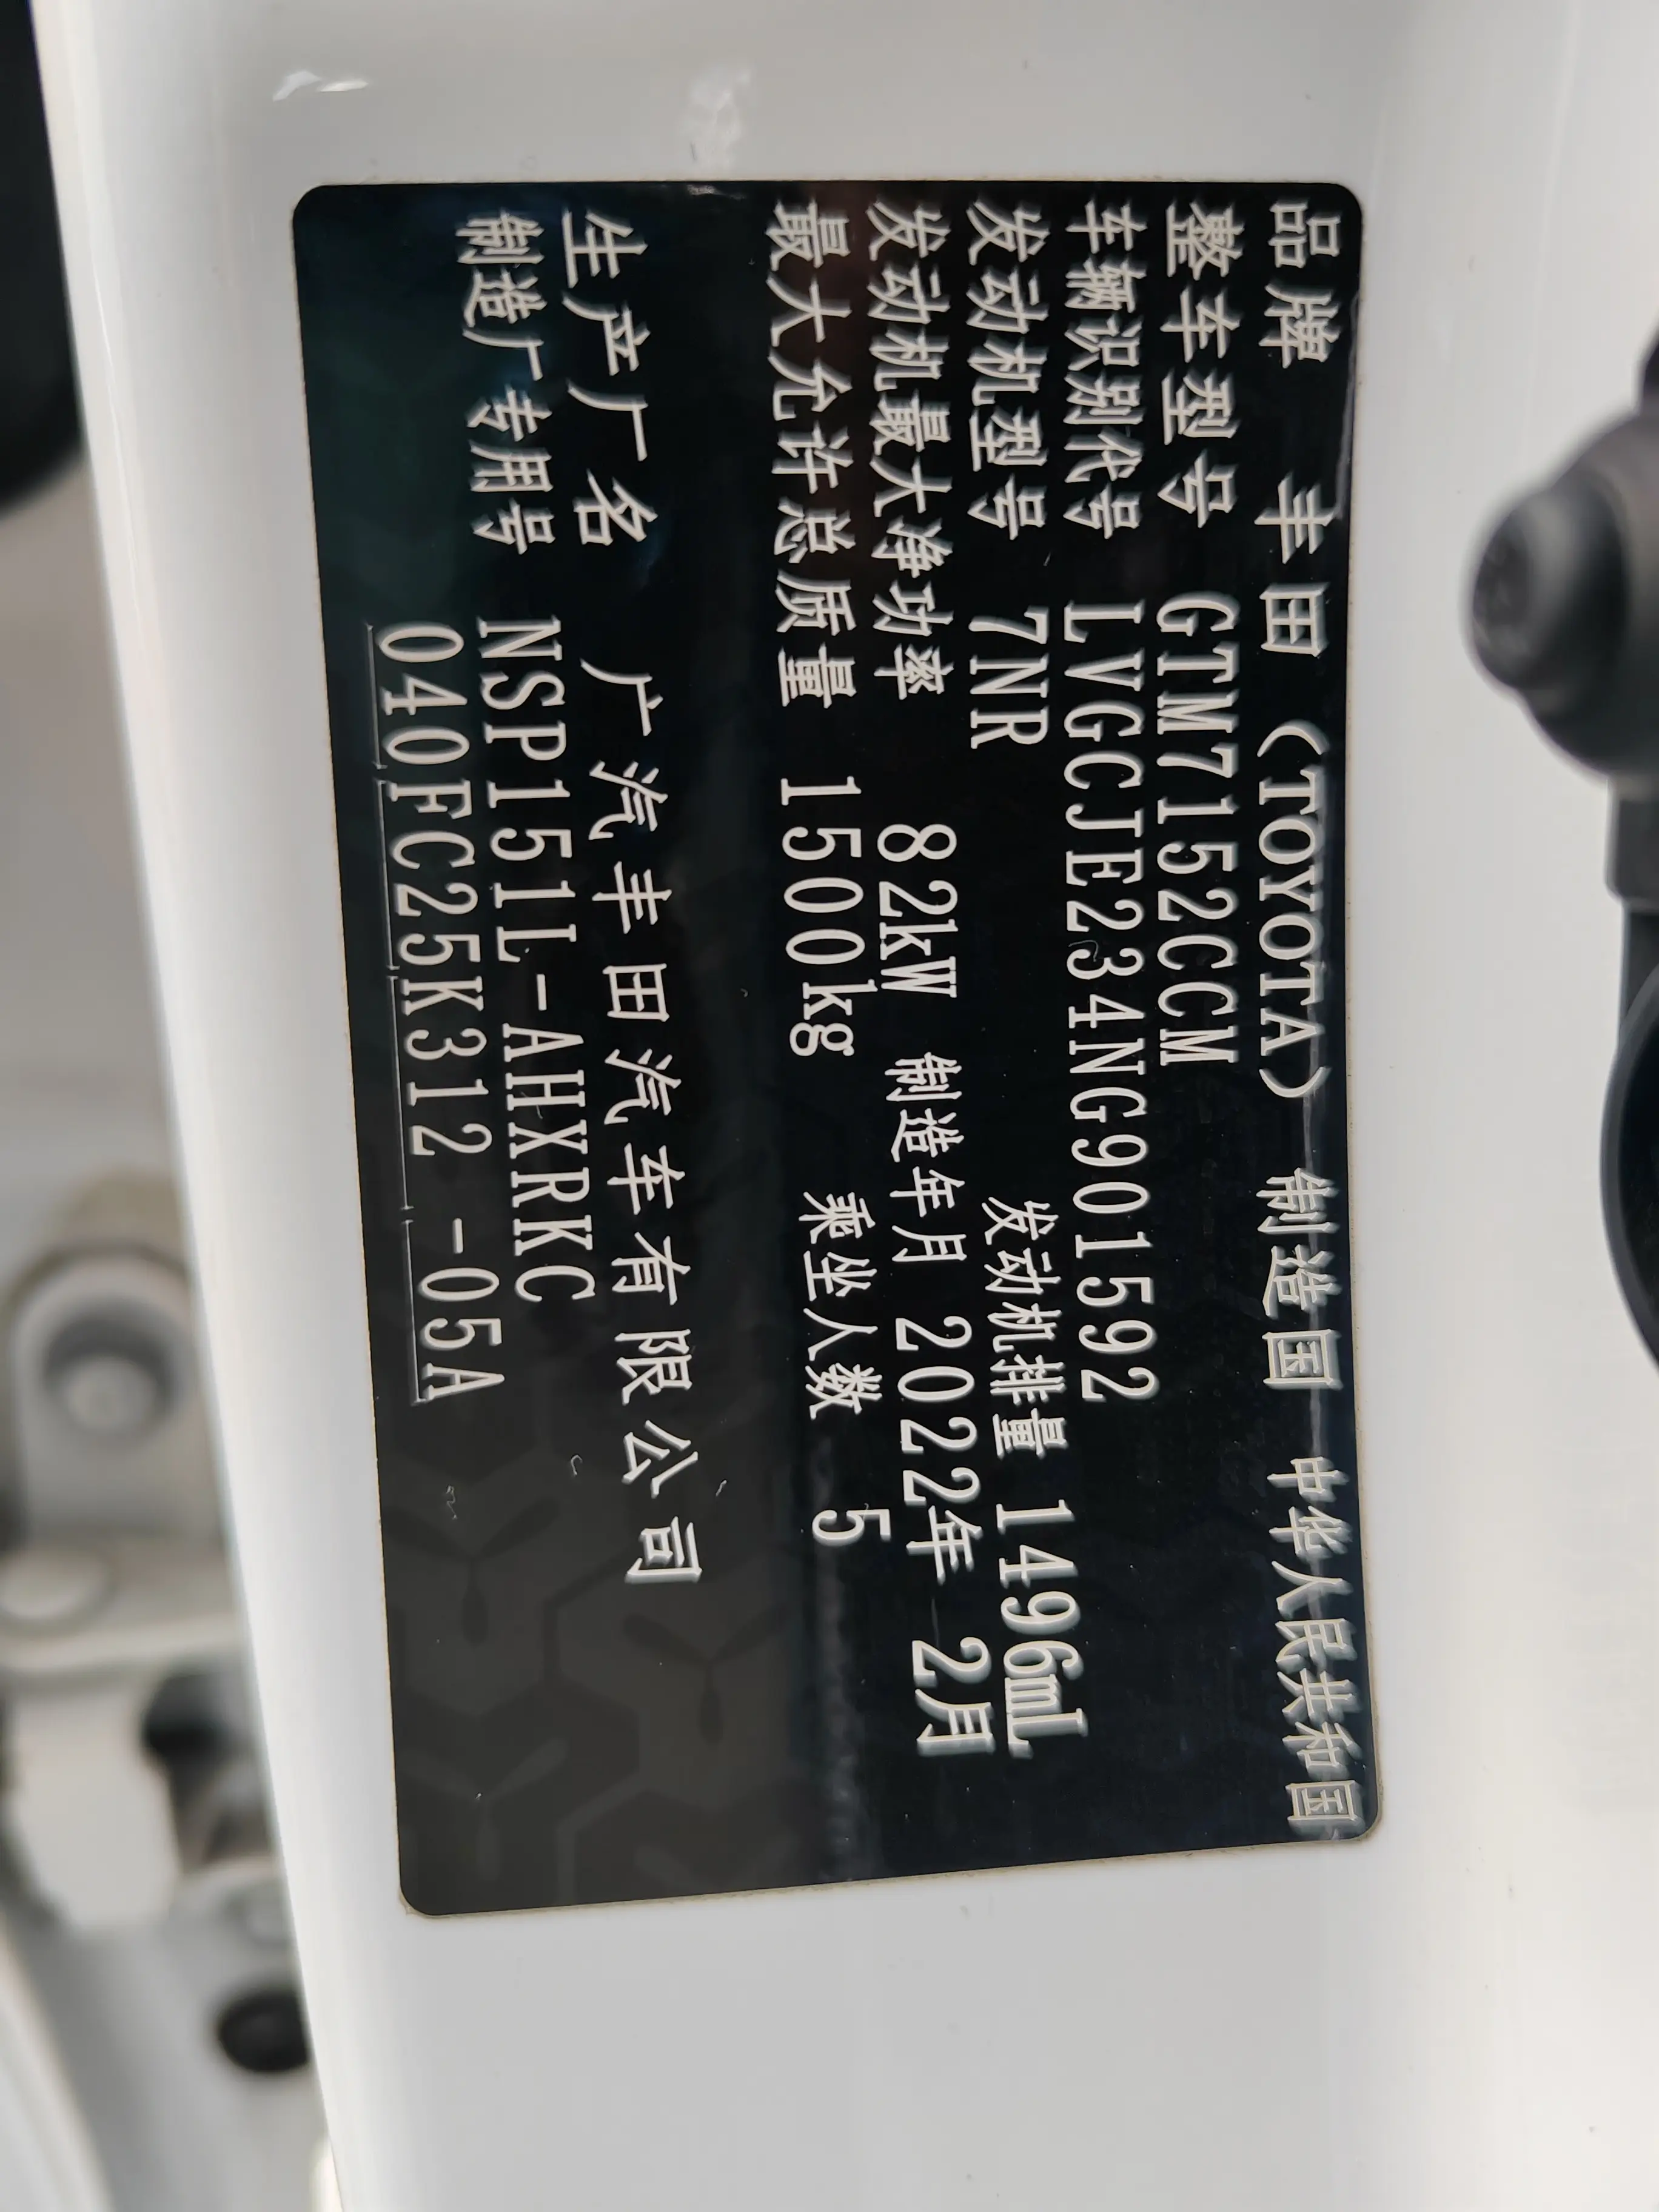 品牌 丰田（TOYOTA） 制造国 中华人民共和国
整车型号 GTM7152CCM
车辆识别代号 LVGCJE234NG901592
发动机型号 7NR 发动机排量 1496mL
发动机最大净功率 82kW 制造年月 2022年 2月
最大允许总质量 1500kg 乘坐人数 5
生产厂名 广汽丰田汽车有限公司
制造厂专用号 NSP151L-AHXRKC
040FC25K312 -05A